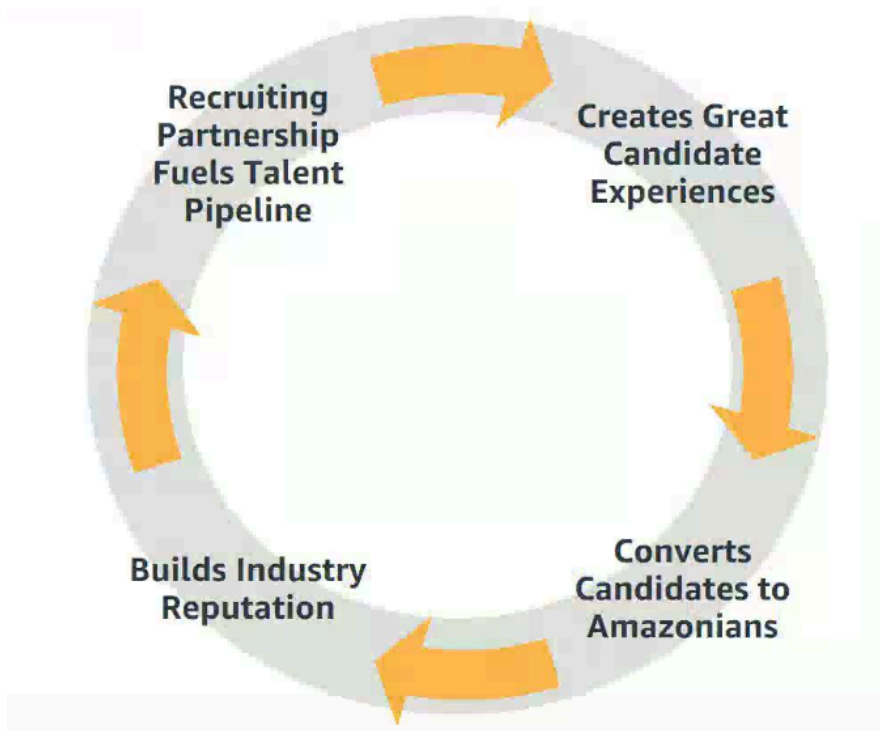 Recruiting
Partnership
Fuels Talent
Pipeline
Creates Great
Candidate
Experiences
Converts
Candidates to
Amazonians
Builds Industry
Reputation